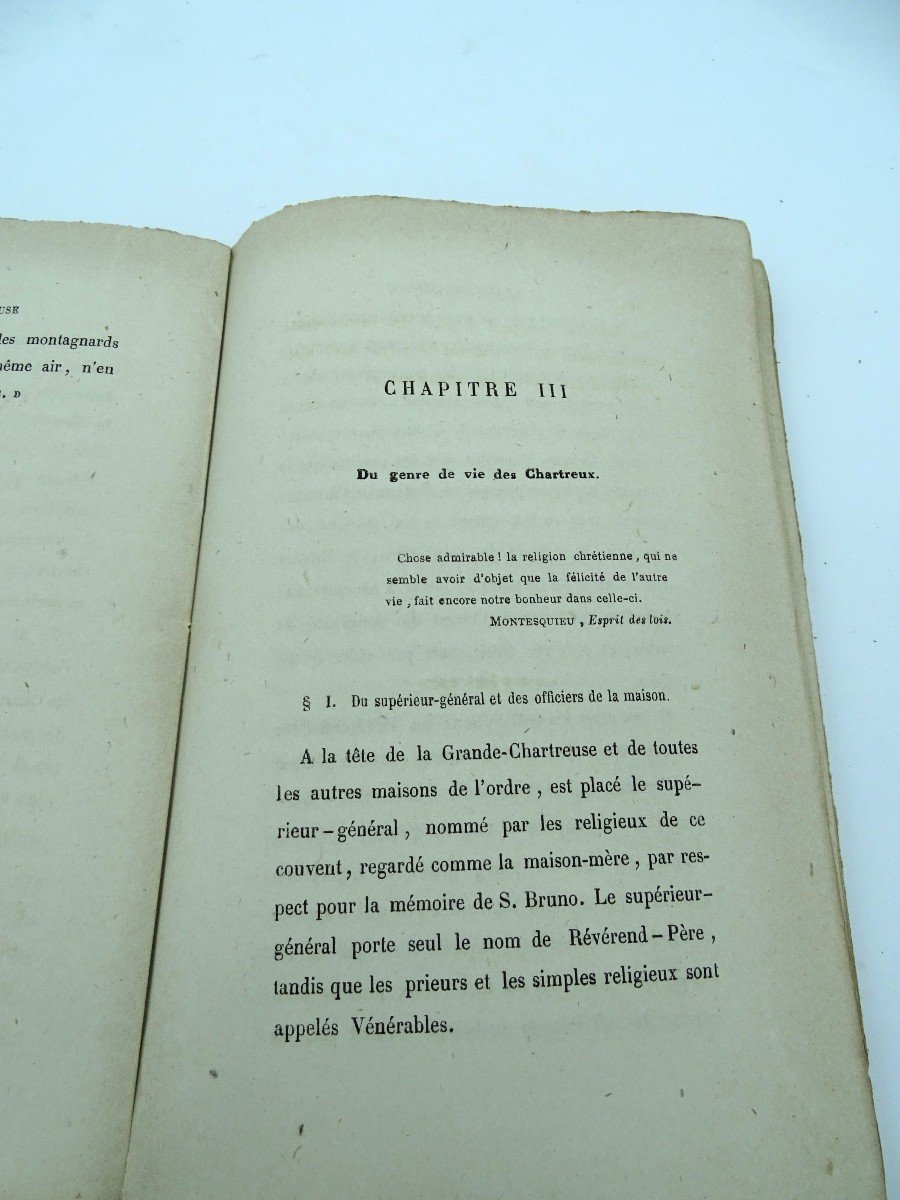 USE
les montagnards
même air, n'en
. »
CHAPITRE III
Du genre de vie des Chartreux.
Chose admirable ! la religion chrétienne, qui ne
semble avoir d'objet que la félicité de l'autre
vie, fait encore notre bonheur dans celle-ci.
MONTESQUIEU, Esprit des lois.
§ I. Du supérieur-général et des officiers de la maison.
A la tête de la Grande-Chartreuse et de toutes
les autres maisons de l'ordre, est placé le supé-
rieur-général, nommé par les religieux de ce
couvent, regardé comme la maison-mère, par res-
pect pour la mémoire de S. Bruno. Le supérieur-
général porte seul le nom de Révérend-Père,
tandis que les prieurs et les simples religieux sont
appelés Vénérables.